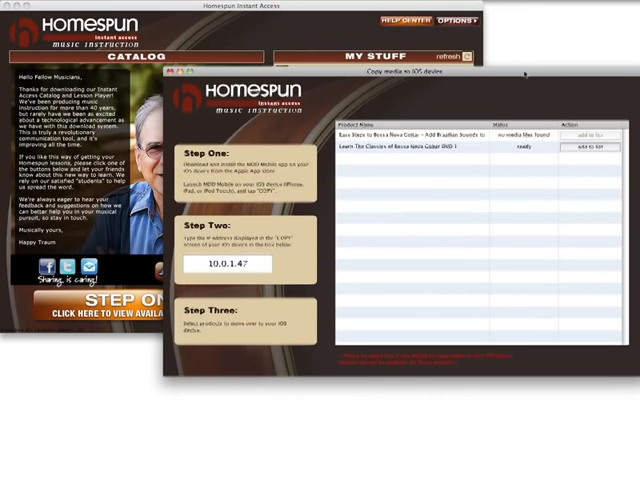 Homespun Instant Access
HOMESPUN
instant access
MUSIC INSTRUCTION
HELP CENTER
OPTIONS
CATALOG
MY STUFF
refresh
Hello Fellow Musicians,
Thanks for downloading our Instant
Access Catalog and Lesson Player!
We've been producing music
instruction for more than 40 years,
but rarely have we been as excited
about a technological advancement
as we have with this download
system. This is truly a revolutionary
communication tool, and it's
improving all the time.
If you like this way of getting your
Homespun lessons, please click one
of the buttons below and let your
friends know about this new way to learn. We
rely on our satisfied "students" to help
us spread the word.
We're always eager to hear your
feedback and suggestions on how we
can better help you in your musical
pursuit, so stay in touch.
Musically yours,
Happy Traum
Sharing is caring!
STEP ON
CLICK HERE TO VIEW AVAILA
Copy media to iOS device
HOMESPUN
instant access
MUSIC INSTRUCTION
Step One:
Download and install the MOD Mobile app on your
iOS device from the Apple App store
Launch MOD Mobile on your iOS device (iPhone,
iPad, or iPod Touch), and tap "COPY".
Step Two:
Type the IP address displayed in the "COPY"
screen of your iOS device in the box below.
10.0.1.47
Step Three:
Select products to move over to your iOS
device.
Product Name Status Action
Easy Steps to Bossa Nova Guitar - Add Brazilian Sounds to no media files found add to list
Learn The Classics of Bossa Nova Guitar DVD 1 ready add to list